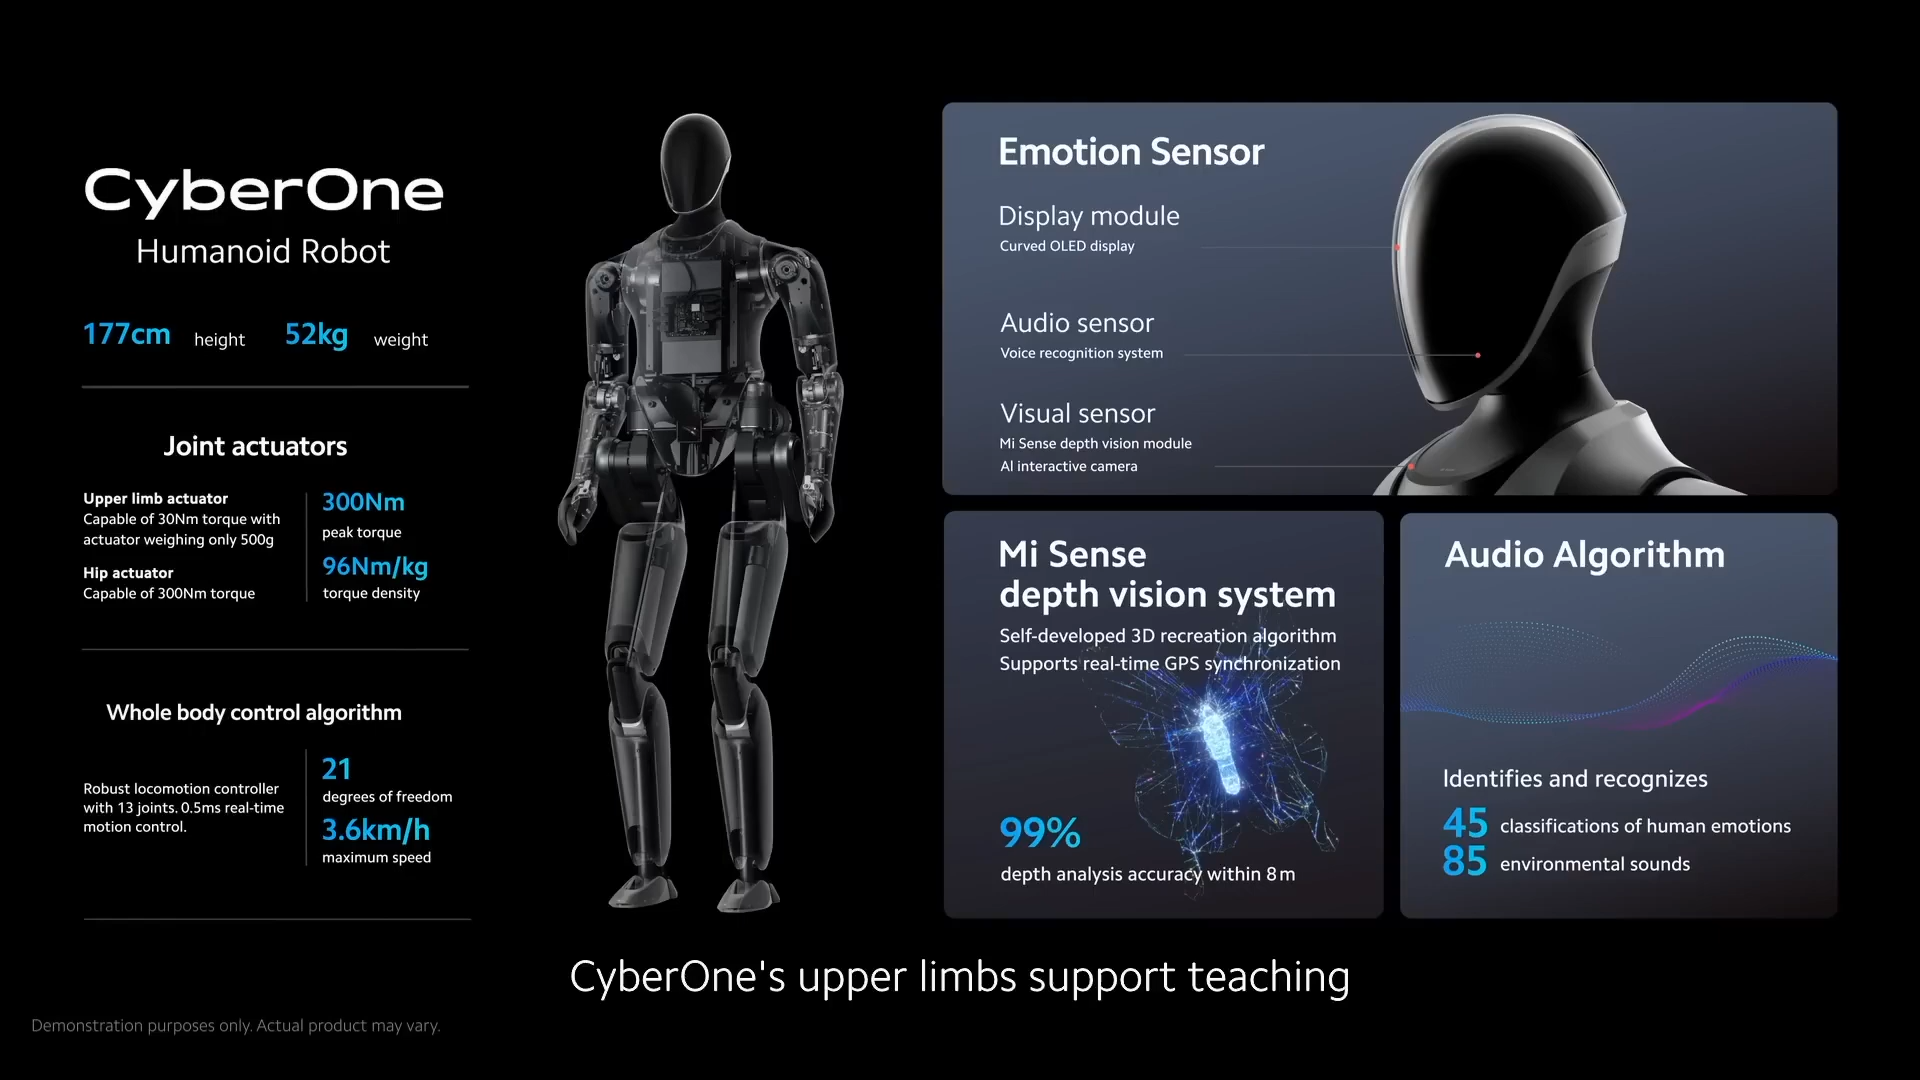 CyberOne
Humanoid Robot
177cm height 52kg weight
Joint actuators
Upper limb actuator
Capable of 30Nm torque with
actuator weighing only 500g
Hip actuator
Capable of 300Nm torque
300Nm
peak torque
96Nm/kg
torque density
Whole body control algorithm
Robust locomotion controller
with 13 joints. 0.5ms real-time
motion control.
21
degrees of freedom
3.6km/h
maximum speed
Emotion Sensor
Display module
Curved OLED display
Audio sensor
Voice recognition system
Visual sensor
Mi Sense depth vision module
AI interactive camera
Mi Sense
depth vision system
Self-developed 3D recreation algorithm
Supports real-time GPS synchronization
99%
depth analysis accuracy within 8m
Audio Algorithm
Identifies and recognizes
45 classifications of human emotions
85 environmental sounds
CyberOne's upper limbs support teaching
Demonstration purposes only. Actual product may vary.